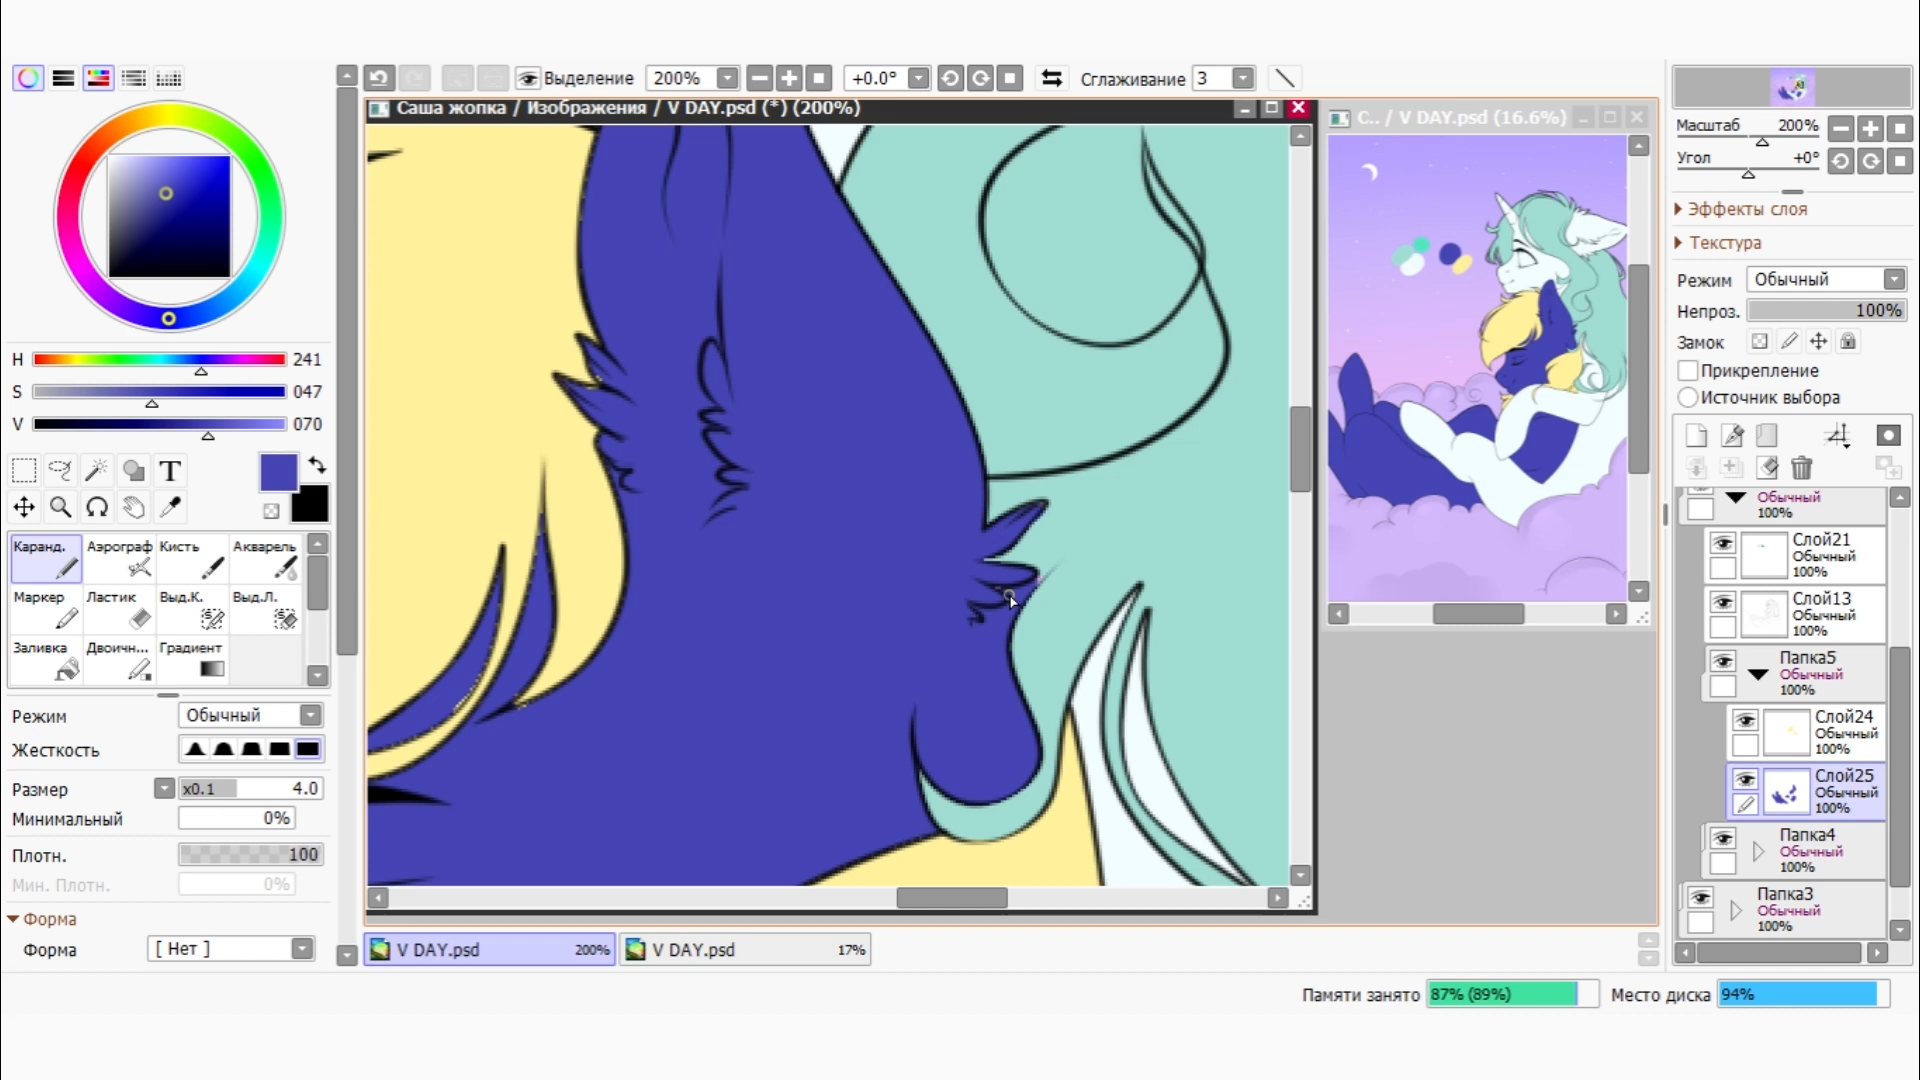 Выделение 200% +0.0° Сглаживание 3
Саша жопка / Изображения / V DAY.psd (*) (200%)
С.. / V DAY.psd (16.6%)
H 241
S 047
V 070
T
Каранд. Аэрограф Кисть Акварель
Маркер Ластик Выд.К. Выд.Л.
Заливка Двоичн... Градиент
Режим Обычный
Жесткость
Размер x0.1 4.0
Минимальный 0%
Плотн. 100
Мин. Плотн. 0%
Форма
Форма [ Нет ]
V DAY.psd 200%
V DAY.psd 17%
Масштаб 200%
Угол +0°
Эффекты слоя
Текстура
Режим Обычный
Непроз. 100%
Замок
Прикрепление
Источник выбора
Обычный
100%
Слой21
Обычный
100%
Слой13
Обычный
100%
Папка5
Обычный
100%
Слой24
Обычный
100%
Слой25
Обычный
100%
Папка4
Обычный
100%
Папка3
Обычный
100%
Памяти занято 87% (89%) Место диска 94%